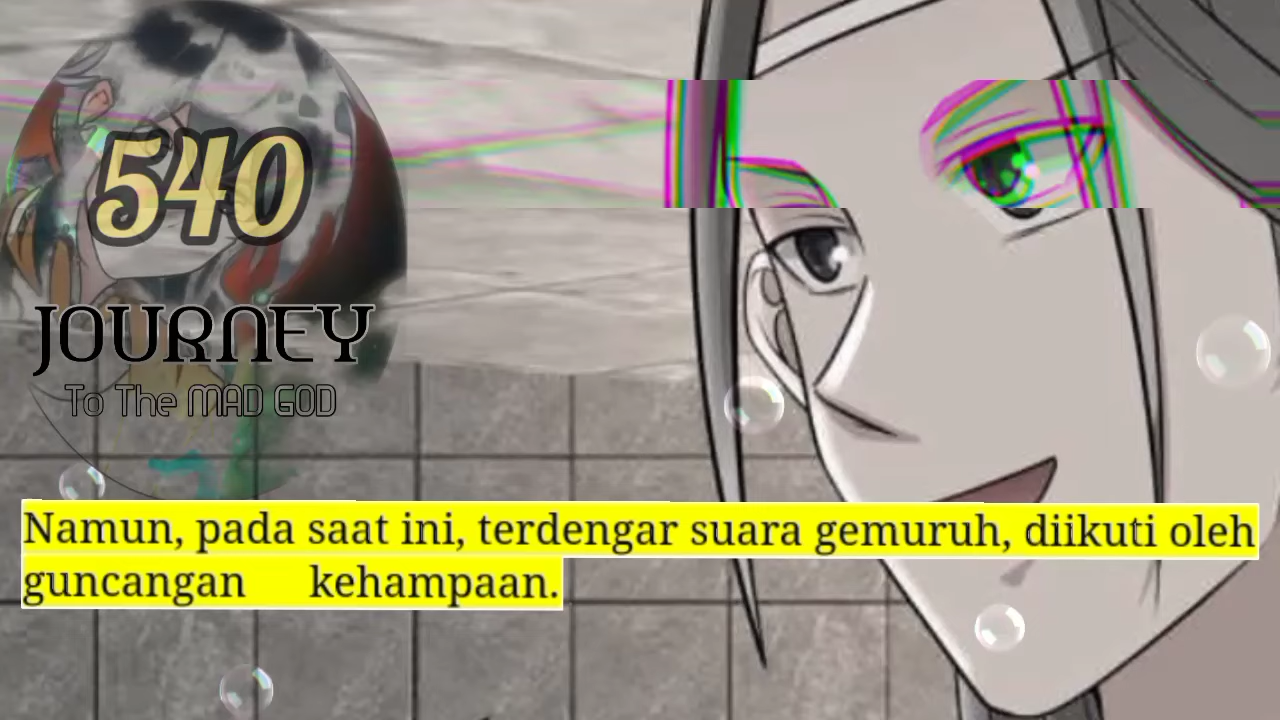 540
JOURNEY
To The MAD GOD
Namun, pada saat ini, terdengar suara gemuruh, diikuti oleh
guncangan kehampaan.